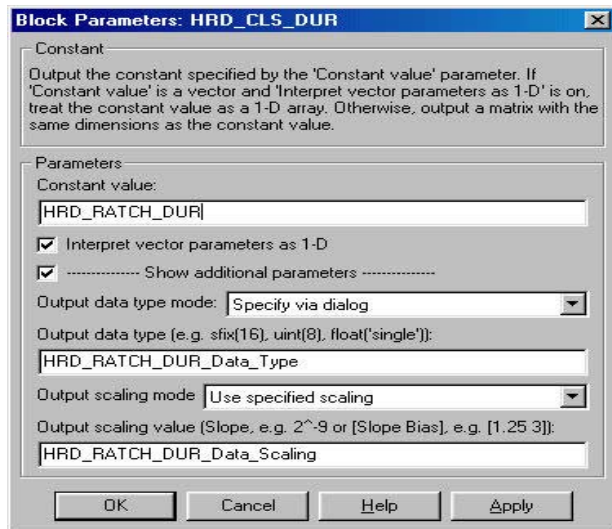 Block Parameters: HRD_CLS_DUR
Constant
Output the constant specified by the 'Constant value' parameter. If
'Constant value' is a vector and 'Interpret vector parameters as 1-D' is on,
treat the constant value as a 1-D array. Otherwise, output a matrix with the
same dimensions as the constant value.
Parameters
Constant value:
HRD_RATCH_DUR
Interpret vector parameters as 1-D
--------------- Show additional parameters ---------------
Output data type mode: Specify via dialog
Output data type (e.g. sfix(16), uint(8), float('single')):
HRD_RATCH_DUR_Data_Type
Output scaling mode Use specified scaling
Output scaling value (Slope, e.g. 2^-9 or [Slope Bias], e.g. [1.25 3]):
HRD_RATCH_DUR_Data_Scaling
OK Cancel Help Apply